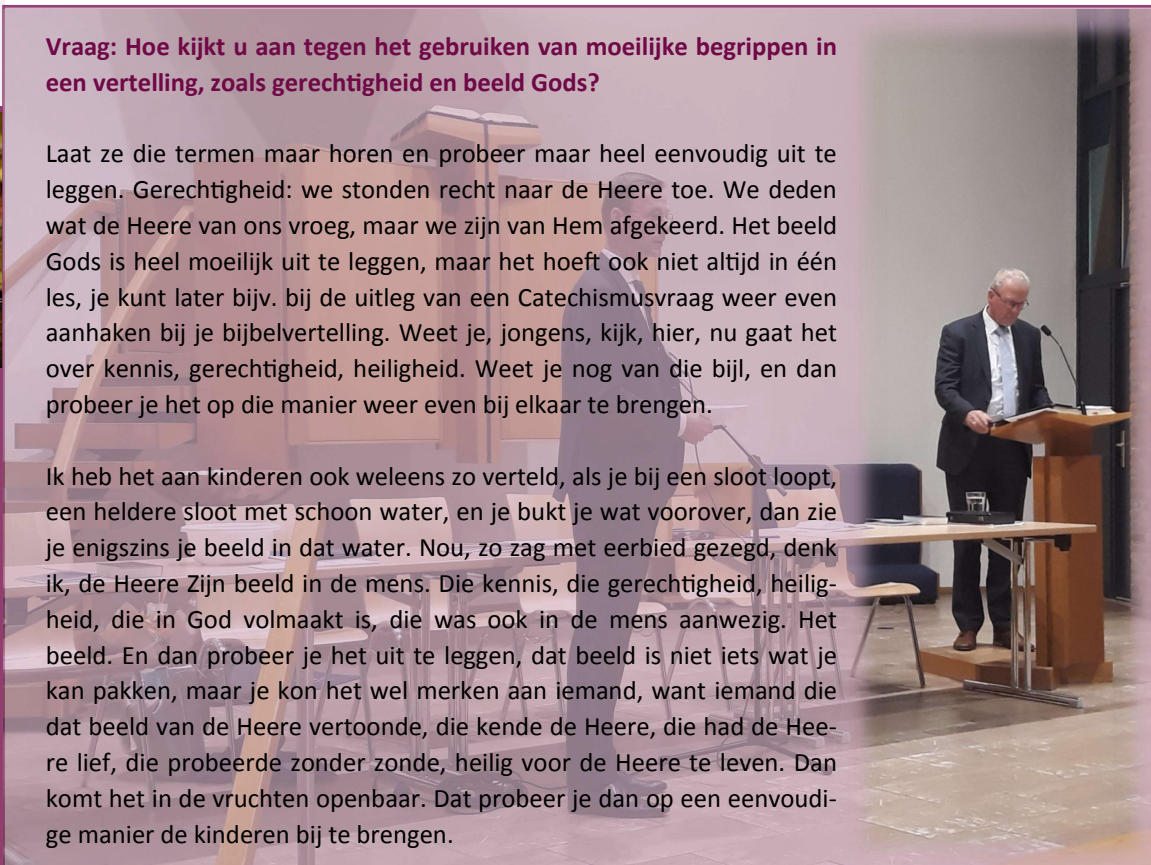 Vraag: Hoe kijkt u aan tegen het gebruiken van moeilijke begrippen in
een vertelling, zoals gerechtigheid en beeld Gods?
Laat ze die termen maar horen en probeer maar heel eenvoudig uit te
leggen. Gerechtigheid: we stonden recht naar de Heere toe. We deden
wat de Heere van ons vroeg, maar we zijn van Hem afgekeerd. Het beeld
Gods is heel moeilijk uit te leggen, maar het hoeft ook niet altijd in één
les, je kunt later bijv. bij de uitleg van een Catechismusvraag weer even
aanhaken bij je bijbelvertelling. Weet je, jongens, kijk, hier, nu gaat het
over kennis, gerechtigheid, heiligheid. Weet je nog van die bijl, en dan
probeer je het op die manier weer even bij elkaar te brengen.
Ik heb het aan kinderen ook weleens zo verteld, als je bij een sloot loopt,
een heldere sloot met schoon water, en je bukt je wat voorover, dan zie
je enigszins je beeld in dat water. Nou, zo zag met eerbied gezegd, denk
ik, de Heere Zijn beeld in de mens. Die kennis, die gerechtigheid, heilig-
heid, die in God volmaakt is, die was ook in de mens aanwezig. Het
beeld. En dan probeer je het uit te leggen, dat beeld is niet iets wat je
kan pakken, maar je kon het wel merken aan iemand, want iemand die
dat beeld van de Heere vertoonde, die kende de Heere, die had de Hee-
re lief, die probeerde zonder zonde, heilig voor de Heere te leven. Dan
komt het in de vruchten openbaar. Dat probeer je dan op een eenvoudi-
ge manier de kinderen bij te brengen.